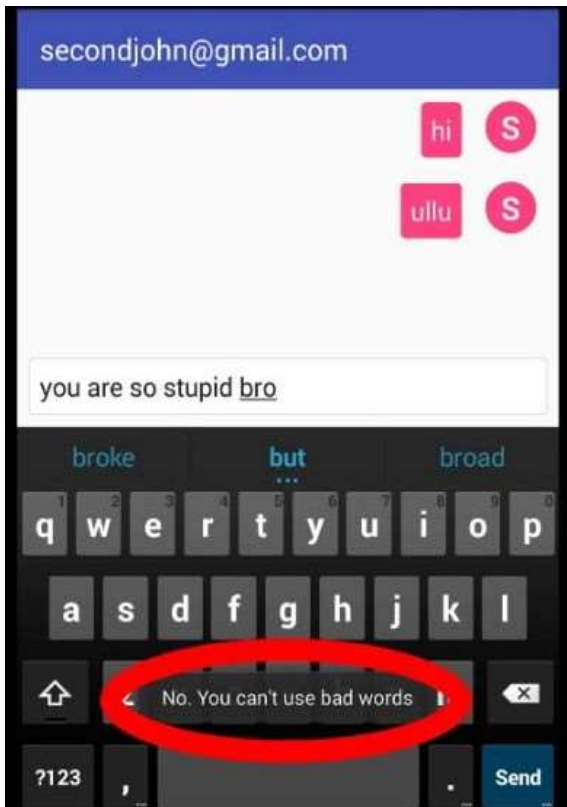 secondjohn@gmail.com
hi S
ullu S
you are so stupid bro
broke but broad
1 2 3 4 5 6 7 8 9 0
q w e r t y u i o p
a s d f g h j k l
No. You can't use bad words
?123 , . Send